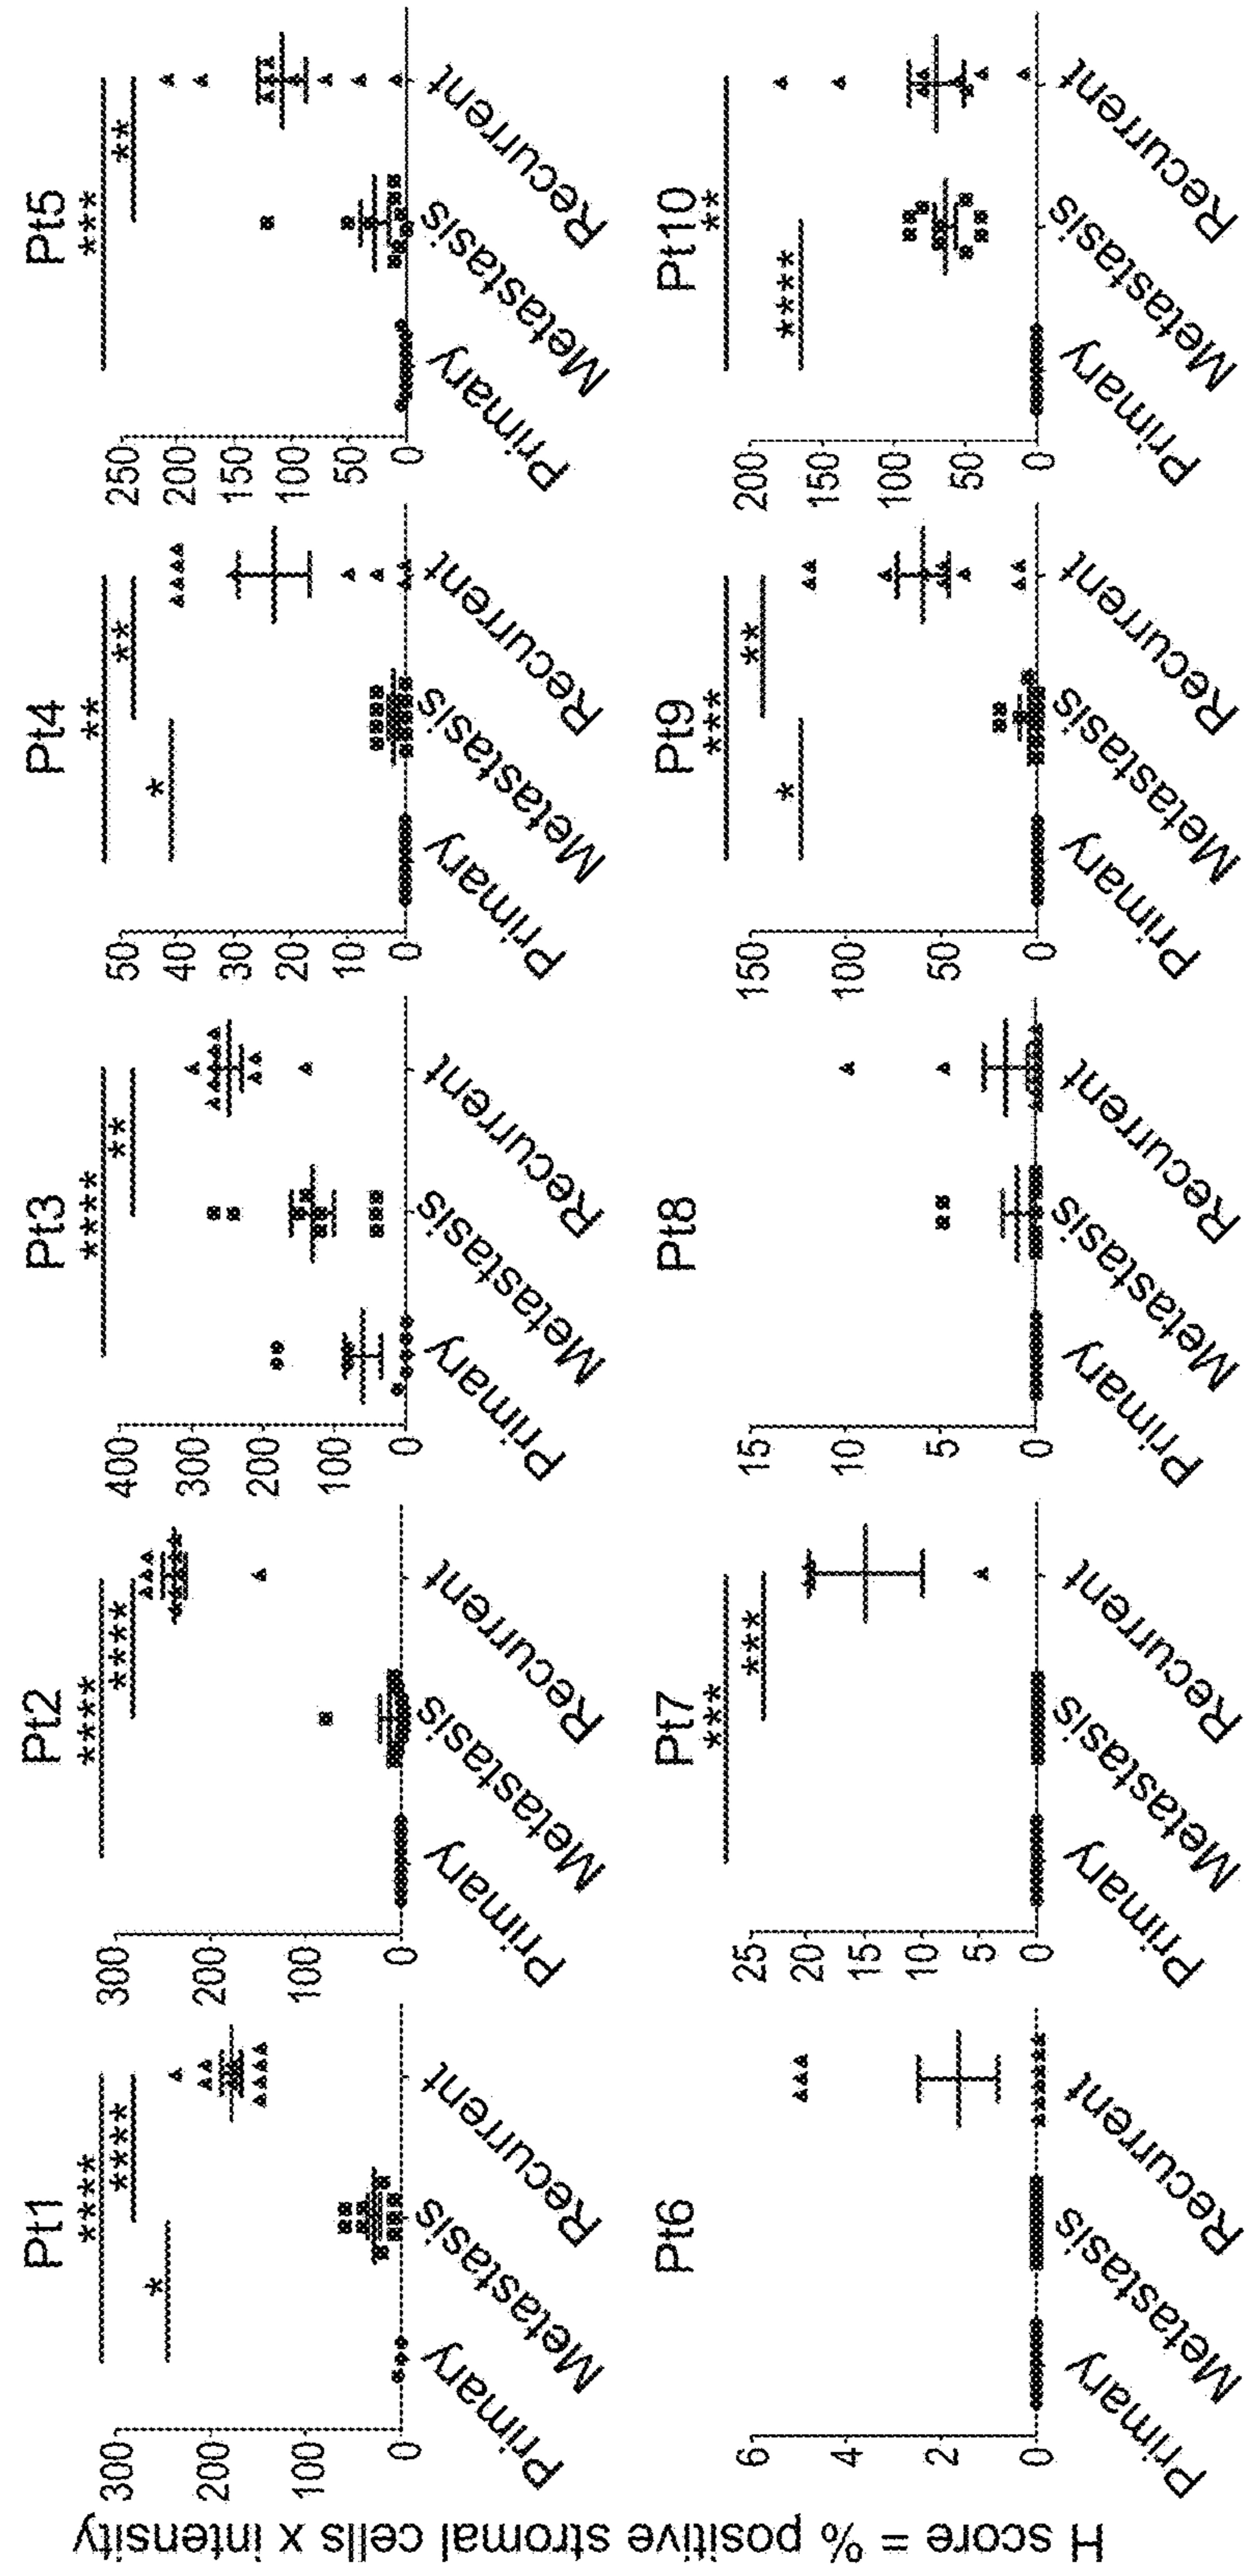 H score = % positive stromal cells x intensity
Pt1
****
****
*
300
200
100
0
Primary
Metastasis
Recurrent
Pt2
****
****
300
200
100
0
Primary
Metastasis
Recurrent
Pt3
****
**
400
300
200
100
0
Primary
Metastasis
Recurrent
Pt4
**
**
*
50
40
30
20
10
0
Primary
Metastasis
Recurrent
Pt5
***
**
250
200
150
100
50
0
Primary
Metastasis
Recurrent
Pt6
6
4
2
0
Primary
Metastasis
Recurrent
Pt7
***
***
25
20
15
10
5
0
Primary
Metastasis
Recurrent
Pt8
15
10
5
0
Primary
Metastasis
Recurrent
Pt9
***
**
*
150
100
50
0
Primary
Metastasis
Recurrent
Pt10
**
****
200
150
100
50
0
Primary
Metastasis
Recurrent